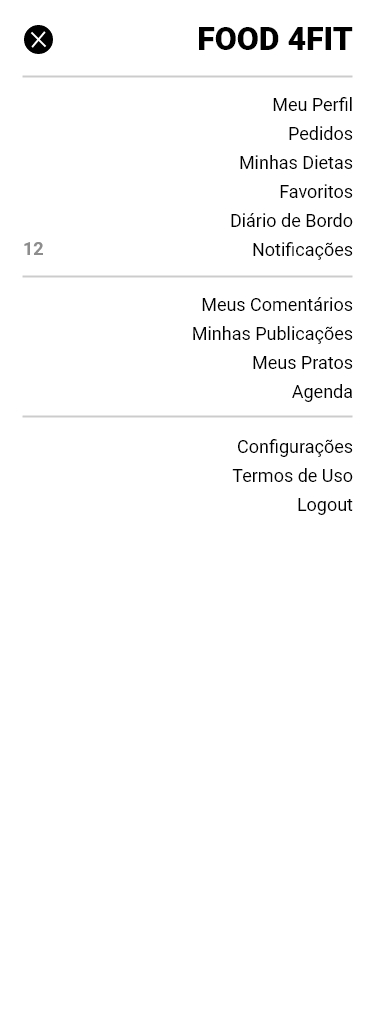 FOOD 4FIT
Meu Perfil
Pedidos
Minhas Dietas
Favoritos
Diário de Bordo
12 Notificações
Meus Comentários
Minhas Publicações
Meus Pratos
Agenda
Configurações
Termos de Uso
Logout